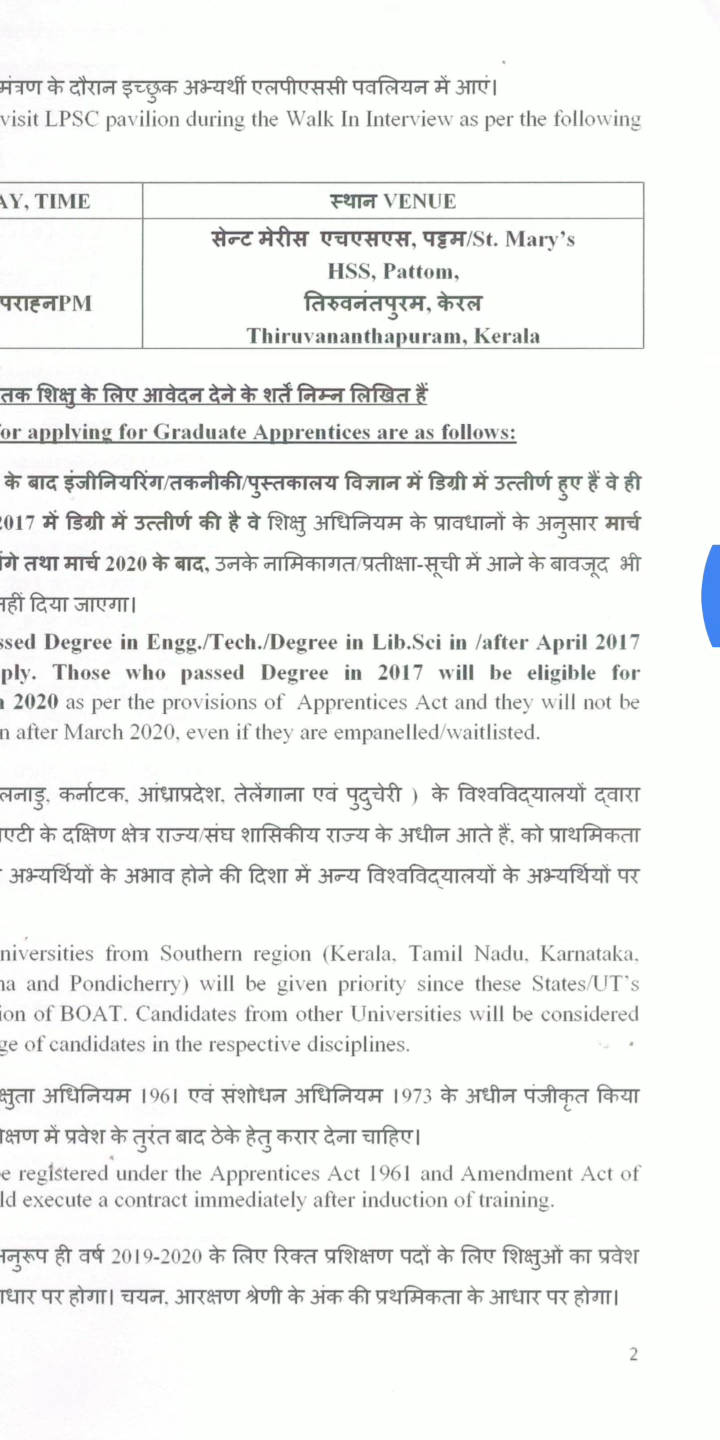 मंत्रण के दौरान इच्छुक अभ्यर्थी एलपीएससी पवलियन में आएं।
visit LPSC pavilion during the Walk In Interview as per the following
AY, TIME
स्थान VENUE
पराह्नPM
सेन्ट मेरीस एचएसएस, पट्टम/St. Mary's
HSS, Pattom,
तिरुवनंतपुरम, केरल
Thiruvananthapuram, Kerala
तक शिक्षु के लिए आवेदन देने के शर्तें निम्न लिखित हैं
for applying for Graduate Apprentices are as follows:
के बाद इंजीनियरिंग/तकनीकी/पुस्तकालय विज्ञान में डिग्री में उत्तीर्ण हुए हैं वे ही
2017 में डिग्री में उत्तीर्ण की है वे शिक्षु अधिनियम के प्रावधानों के अनुसार मार्च
गे तथा मार्च 2020 के बाद, उनके नामिकागत/प्रतीक्षा-सूची में आने के बावजूद भी
नहीं दिया जाएगा।
ssed Degree in Engg./Tech./Degree in Lib.Sci in /after April 2017
ply. Those who passed Degree in 2017 will be eligible for
h 2020 as per the provisions of Apprentices Act and they will not be
n after March 2020, even if they are empanelled/waitlisted.
लनाडु, कर्नाटक, आंध्राप्रदेश, तेलेंगाना एवं पुदुचेरी ) के विश्वविद्यालयों द्वारा
एटी के दक्षिण क्षेत्र राज्य/संघ शासिकीय राज्य के अधीन आते हैं, को प्राथमिकता
अभ्यर्थियों के अभाव होने की दिशा में अन्य विश्वविद्यालयों के अभ्यर्थियों पर
niversities from Southern region (Kerala, Tamil Nadu, Karnataka,
na and Pondicherry) will be given priority since these States/UT's
ion of BOAT. Candidates from other Universities will be considered
ge of candidates in the respective disciplines.
क्षुता अधिनियम 1961 एवं संशोधन अधिनियम 1973 के अधीन पंजीकृत किया
क्षण में प्रवेश के तुरंत बाद ठेके हेतु करार देना चाहिए।
e registered under the Apprentices Act 1961 and Amendment Act of
ld execute a contract immediately after induction of training.
नुरूप ही वर्ष 2019-2020 के लिए रिक्त प्रशिक्षण पदों के लिए शिक्षुओं का प्रवेश
धार पर होगा। चयन, आरक्षण श्रेणी के अंक की प्रथमिकता के आधार पर होगा।
2